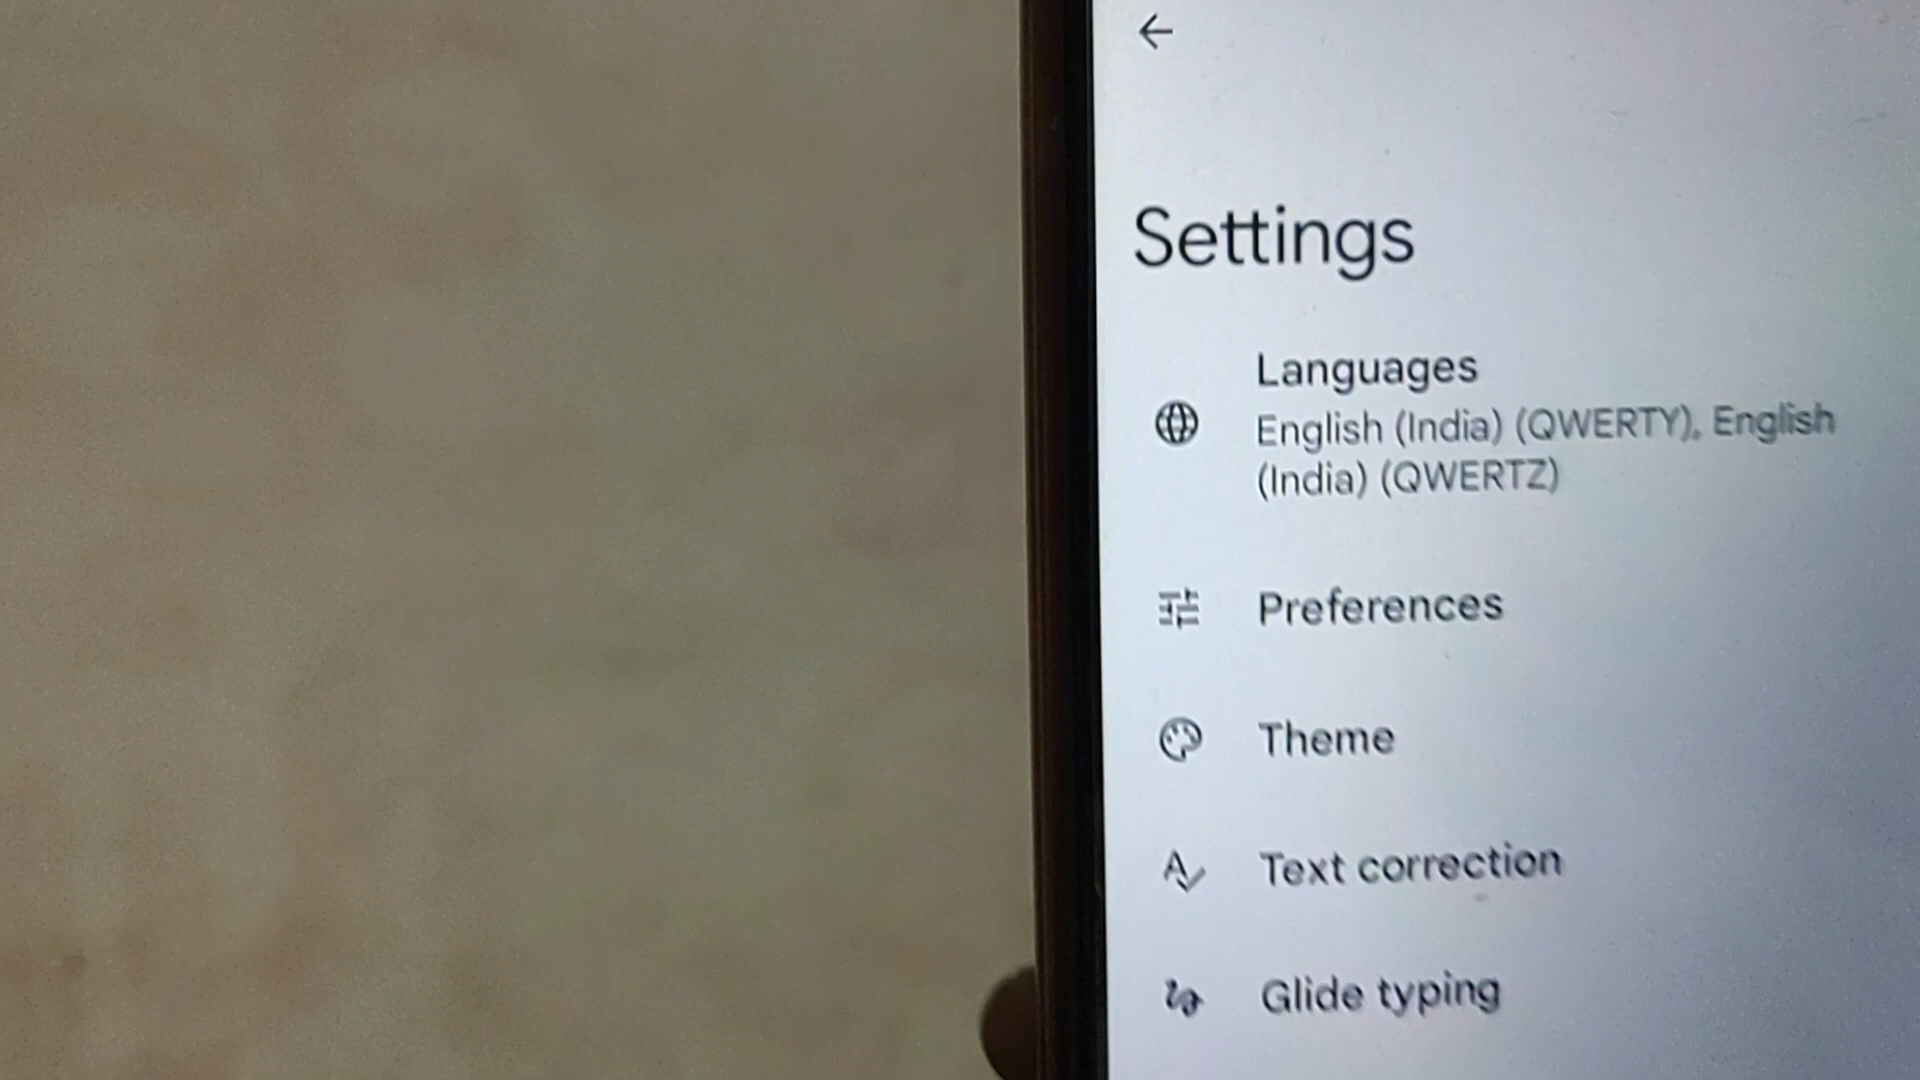 Settings
Languages
English (India) (QWERTY), English
(India) (QWERTZ)
Preferences
Theme
Text correction
Glide typing